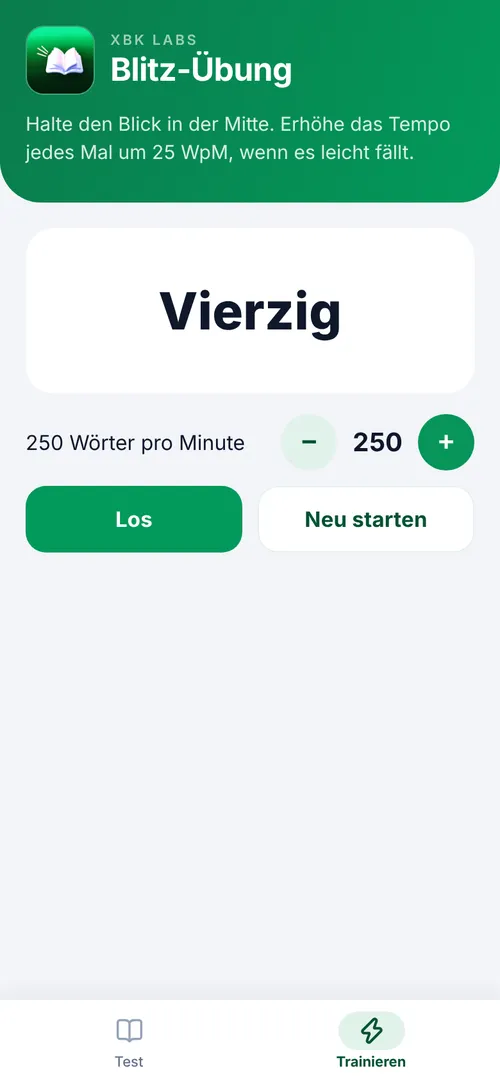 XBK LABS
Blitz-Übung
Halte den Blick in der Mitte. Erhöhe das Tempo
jedes Mal um 25 WpM, wenn es leicht fällt.
Vierzig
250 Wörter pro Minute
− 250 +
Los
Neu starten
Test
Trainieren